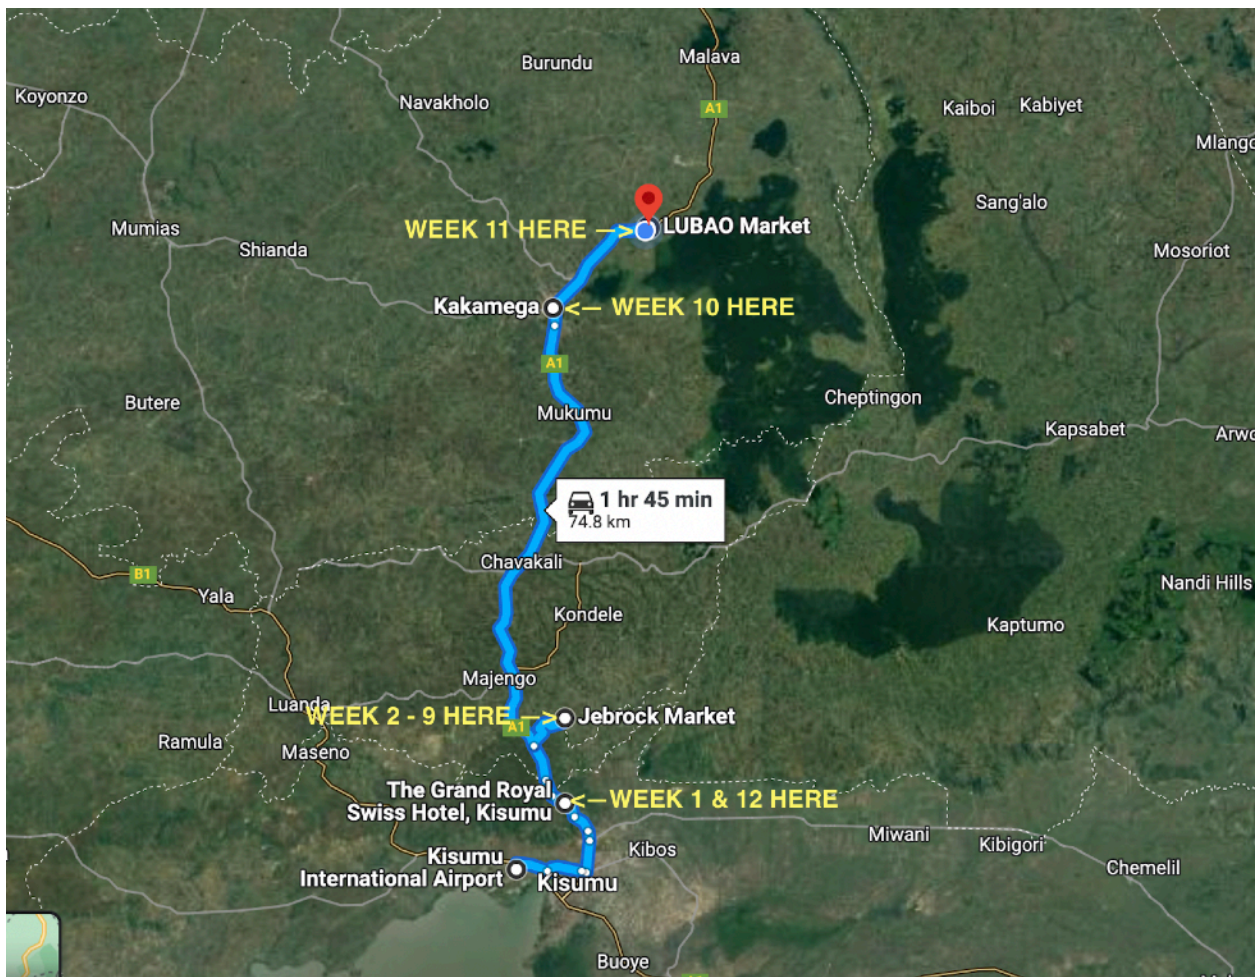 Burundu
Malava
Koyonzo
Navakholo
A1
Kaiboi
Kabiyet
Mlango
Sang'alo
Mumias
WEEK 11 HERE —>
LUBAO Market
Shianda
Mosoriot
Kakamega
<— WEEK 10 HERE
A1
Butere
Mukumu
Cheptingon
Kapsabet
1 hr 45 min
74.8 km
Chavakali
B1
Yala
Kondele
Nandi Hills
Kaptumo
Majengo
Luanda
WEEK 2 - 9 HERE —>
Jebrock Market
A1
Ramula
Maseno
The Grand Royal
Swiss Hotel, Kisumu
<—WEEK 1 & 12 HERE
Miwani
Kibigori
Kibos
Chemelil
Kisumu
International Airport
Kisumu
Buoye